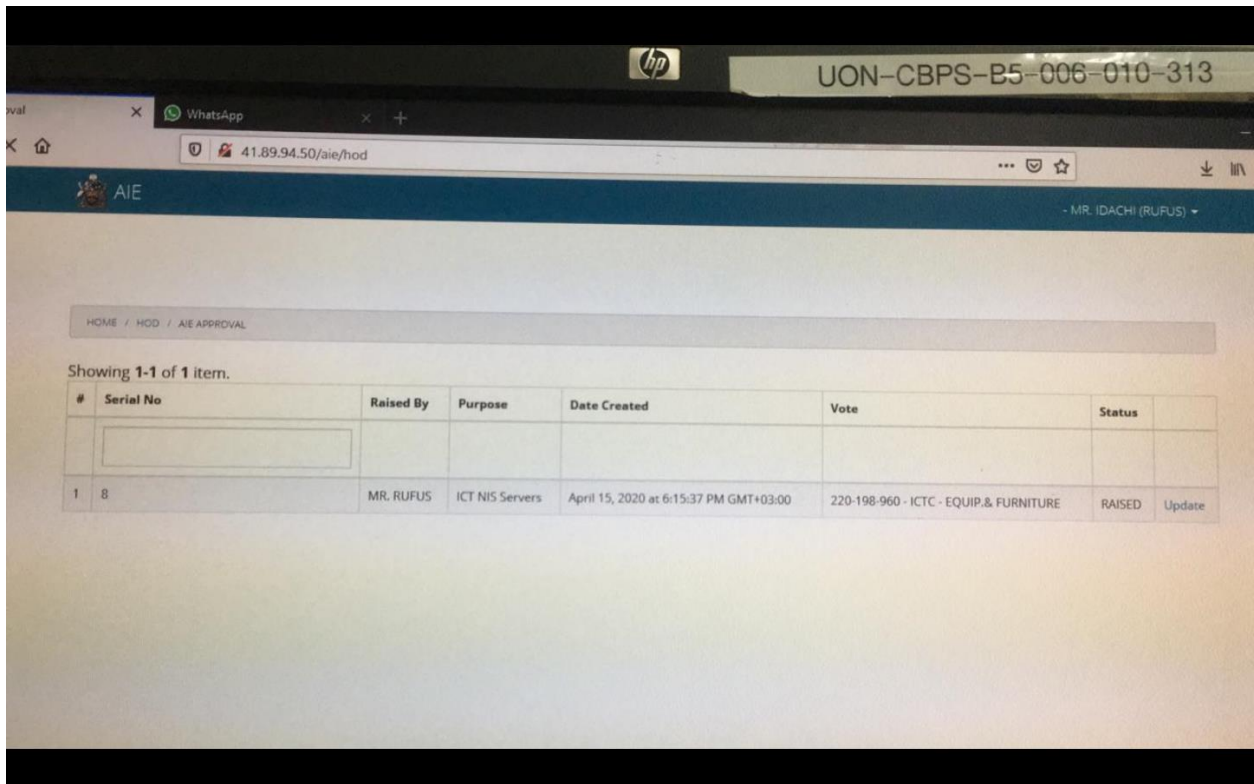 hp
UON-CBPS-B5-006-010-313
oval
WhatsApp
41.89.94.50/aie/hod
AIE
- MR. IDACHI (RUFUS)
HOME / HOD / AIE APPROVAL
Showing 1-1 of 1 item.
# Serial No Raised By Purpose Date Created Vote Status
1 8 MR. RUFUS ICT NIS Servers April 15, 2020 at 6:15:37 PM GMT+03:00 220-198-960 - ICTC - EQUIP.& FURNITURE RAISED Update